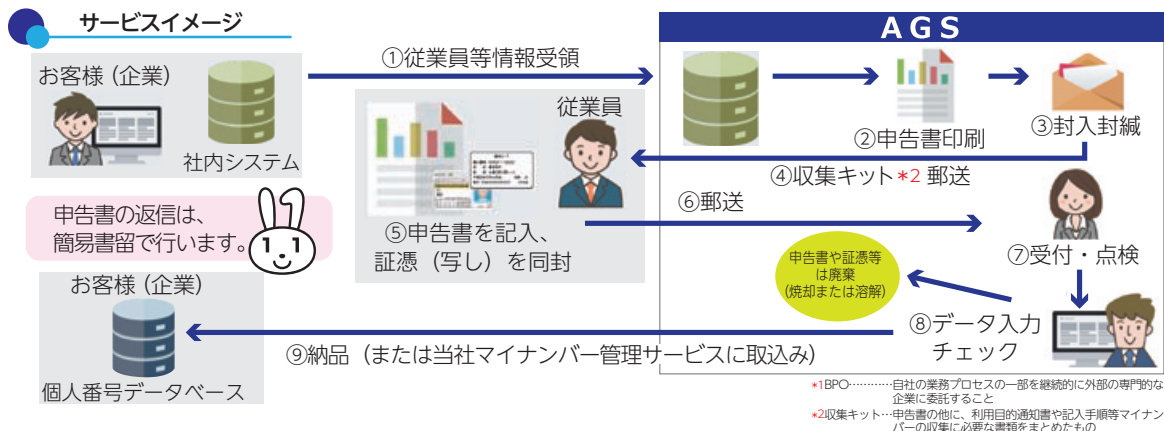 サービスイメージ
AGS
お客様（企業）
社内システム
①従業員等情報受領
従業員
②申告書印刷
③封入封緘
④収集キット*2 郵送
⑤申告書を記入、
証憑（写し）を同封
⑥郵送
⑦受付・点検
申告書の返信は、
簡易書留で行います。
申告書や証憑等
は廃棄
(焼却または溶解)
⑧データ入力
チェック
お客様（企業）
個人番号データベース
⑨納品（または当社マイナンバー管理サービスに取込み）
*1BPO…………自社の業務プロセスの一部を継続的に外部の専門的な
企業に委託すること
*2収集キット…申告書の他に、利用目的通知書や記入手順等マイナン
バーの収集に必要な書類をまとめたもの